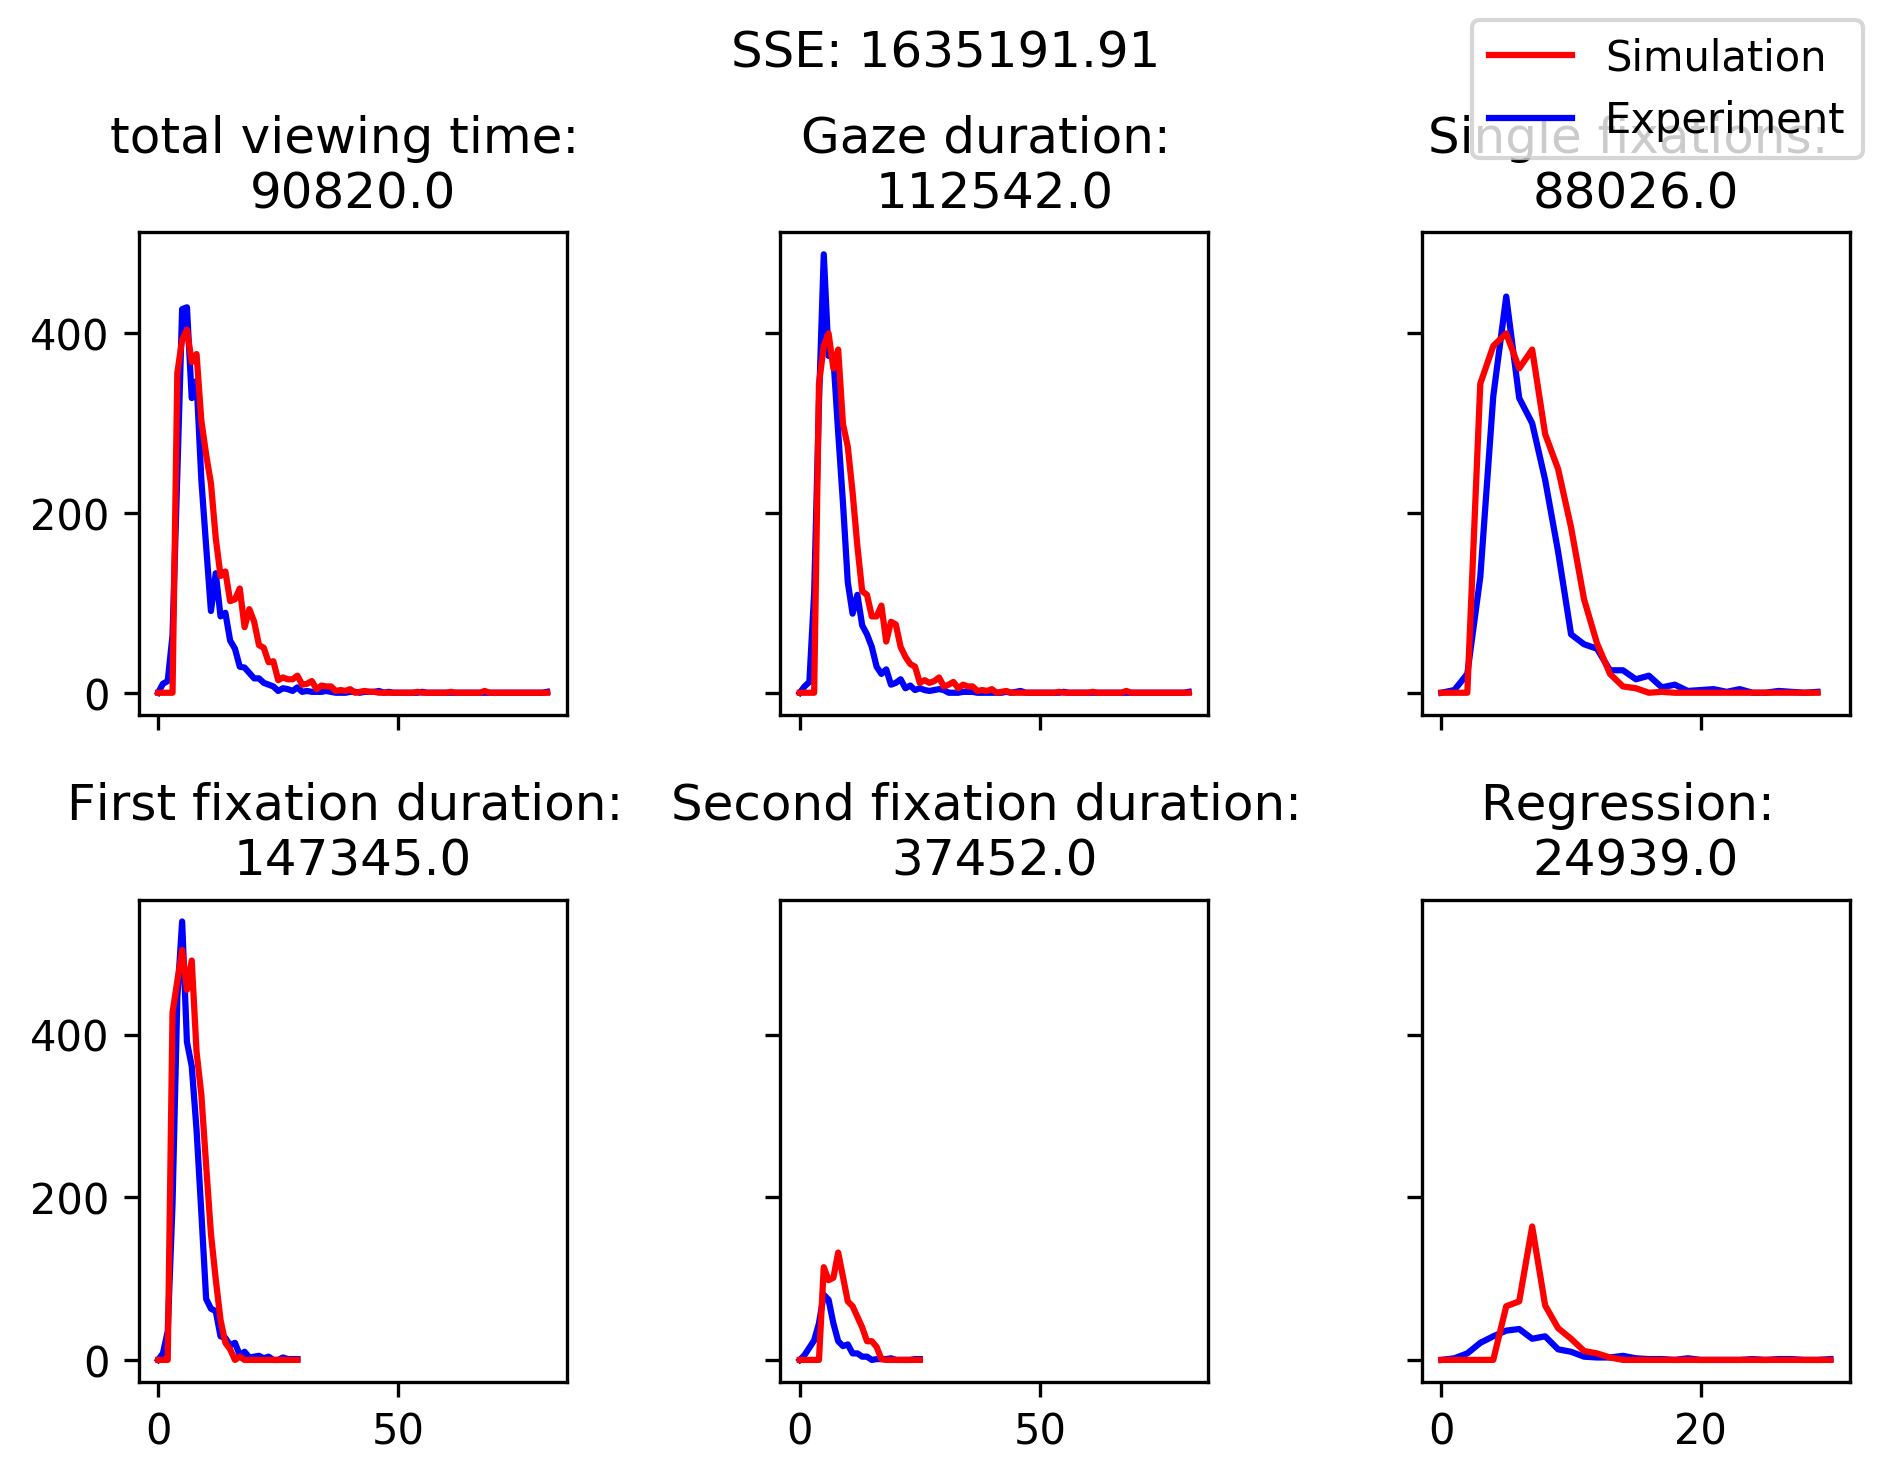 SSE: 1635191.91
Simulation
Experiment
total viewing time:
90820.0
Gaze duration:
112542.0
Single fixations:
88026.0
400
200
0
First fixation duration:
147345.0
Second fixation duration:
37452.0
Regression:
24939.0
400
200
0
0 50
0 50
0 20